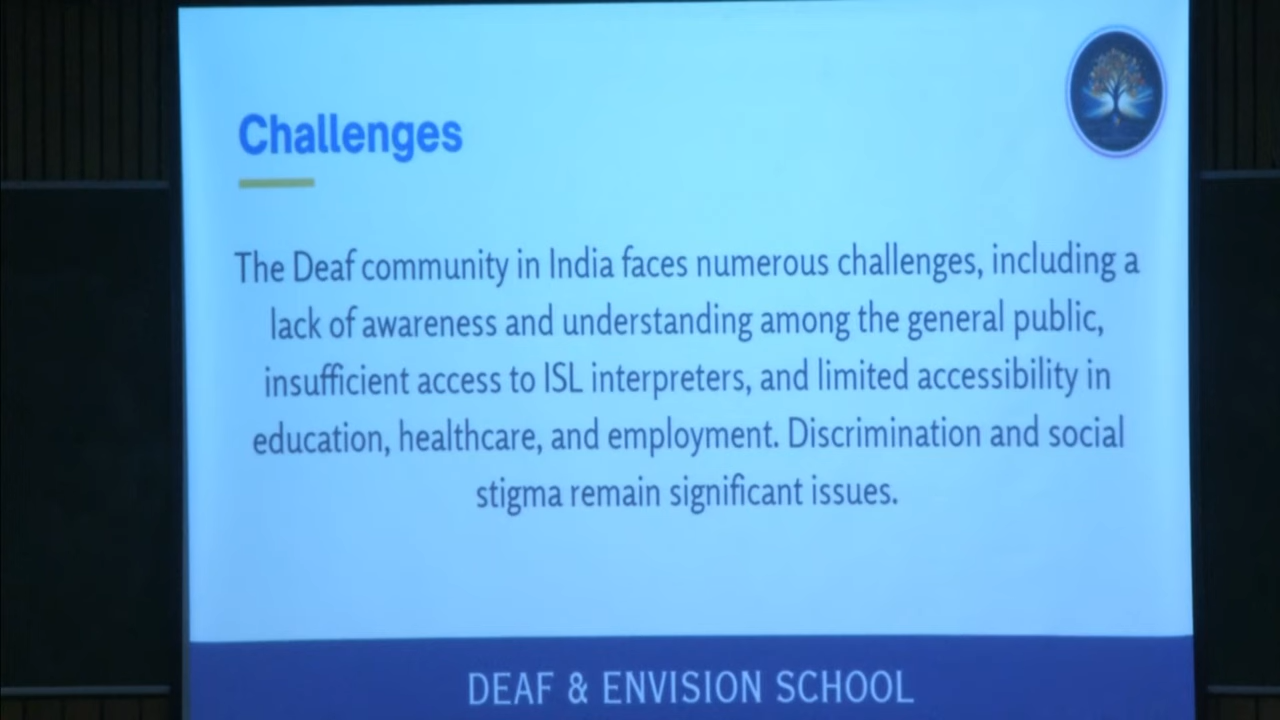 Challenges
The Deaf community in India faces numerous challenges, including a
lack of awareness and understanding among the general public,
insufficient access to ISL interpreters, and limited accessibility in
education, healthcare, and employment. Discrimination and social
stigma remain significant issues.
DEAF & ENVISION SCHOOL